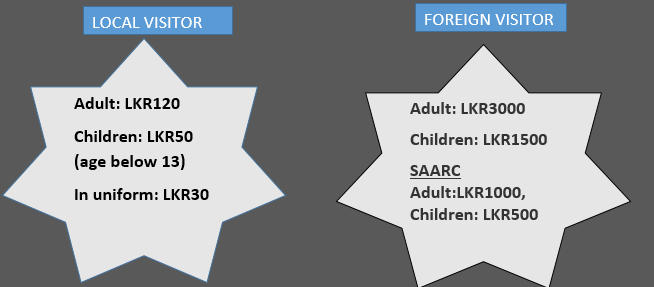 LOCAL VISITOR
Adult: LKR120
Children: LKR50
(age below 13)
In uniform: LKR30
FOREIGN VISITOR
Adult: LKR3000
Children: LKR1500
SAARC
Adult:LKR1000,
Children: LKR500